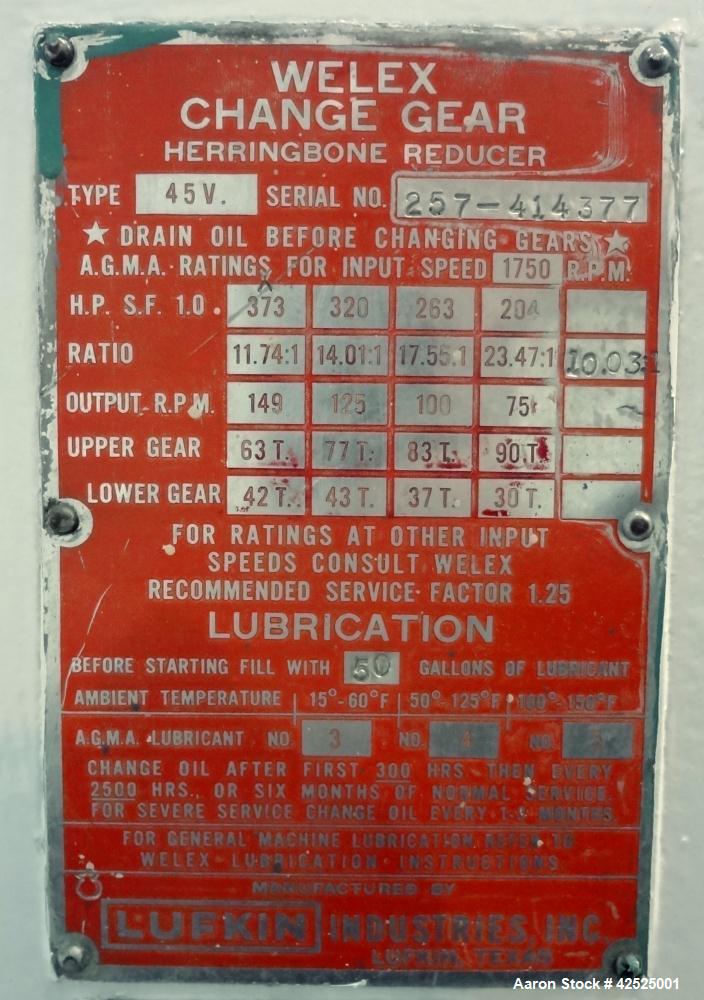 WELEX
CHANGE GEAR
HERRINGBONE REDUCER
TYPE 45V. SERIAL NO. 257-414377
★ DRAIN OIL BEFORE CHANGING GEARS ★
A.G.M.A. RATINGS FOR INPUT SPEED 1750 R.P.M.
X
H.P. S.F. 1.0 373 320 263 204
RATIO 11.74:1 14.01:1 17.55:1 23.47:1 10.03:1
OUTPUT R.P.M. 149 125 100 75
UPPER GEAR 63 T. 77 T. 83 T. 90 T.
LOWER GEAR 42 T. 43 T. 37 T. 30 T.
FOR RATINGS AT OTHER INPUT
SPEEDS CONSULT WELEX
RECOMMENDED SERVICE FACTOR 1.25
LUBRICATION
BEFORE STARTING FILL WITH 50 GALLONS OF LUBRICANT
AMBIENT TEMPERATURE 15°-60°F 50°-125°F 100°-150°F
A.G.M.A. LUBRICANT NO. 3 NO. 4 NO.
CHANGE OIL AFTER FIRST 300 HRS. THEN EVERY
2500 HRS., OR SIX MONTHS OF NORMAL SERVICE.
FOR SEVERE SERVICE CHANGE OIL EVERY MONTHS.
FOR GENERAL MACHINE LUBRICATION, REFER TO
WELEX LUBRICATION INSTRUCTIONS
MANUFACTURED BY
LUFKIN INDUSTRIES, INC.
LUFKIN, TEXAS
Aaron Stock # 42525001